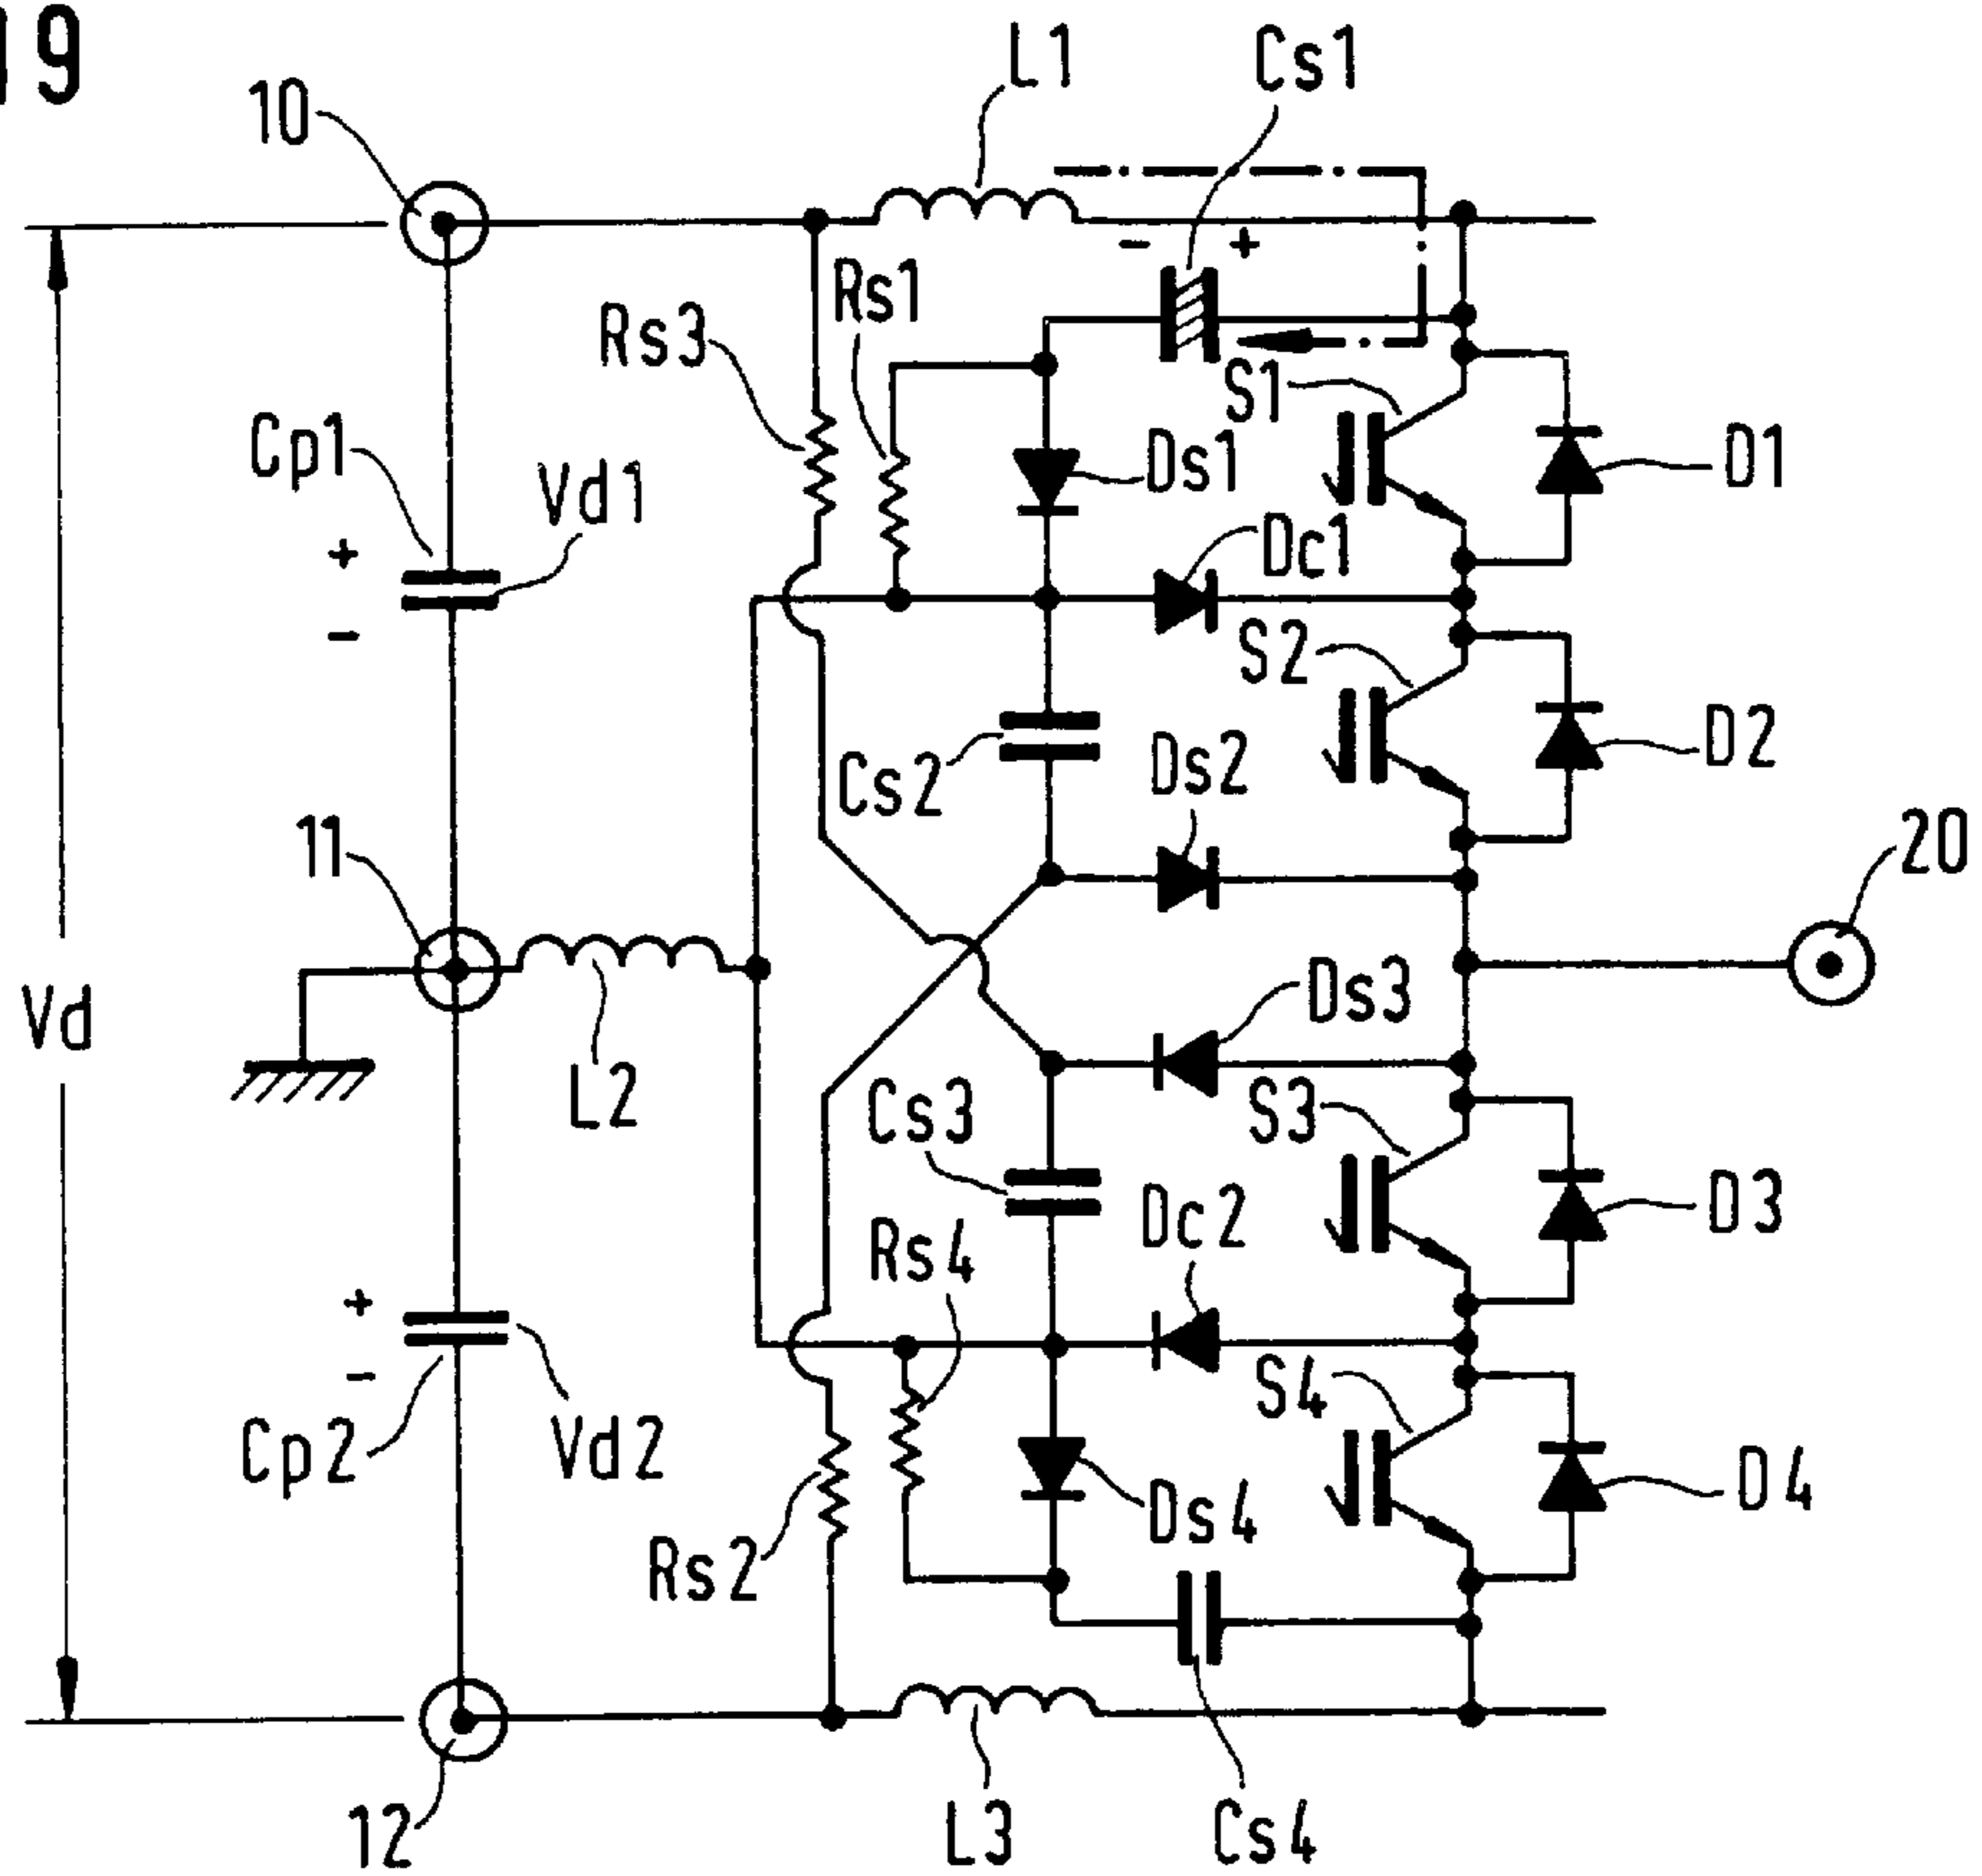 19
L1
Cs1
10
- +
Rs3
Rs1
S1
Cp1
Vd1
Ds1
D1
+
Dc1
-
S2
Cs2
Ds2
D2
11
20
Vd
L2
Ds3
Cs3
S3
Dc2
D3
Rs4
+
S4
-
Cp2
Vd2
Ds4
D4
Rs2
12
L3
Cs4